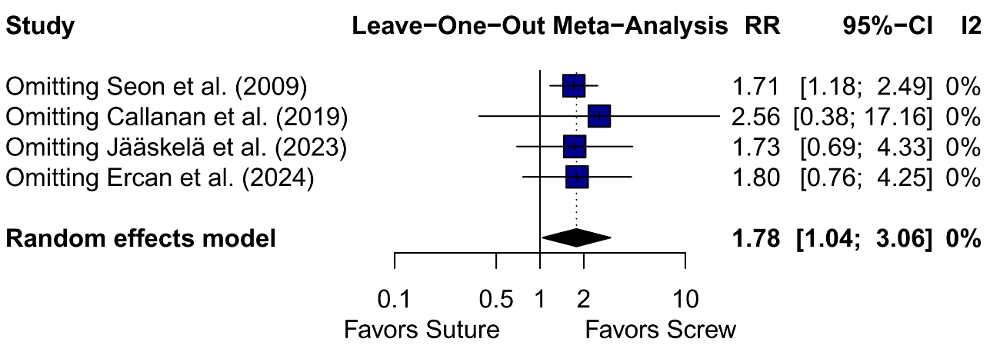 Study Leave−One−Out Meta−Analysis RR 95%−CI I2
Omitting Seon et al. (2009) 1.71 [1.18; 2.49] 0%
Omitting Callanan et al. (2019) 2.56 [0.38; 17.16] 0%
Omitting Jääskelä et al. (2023) 1.73 [0.69; 4.33] 0%
Omitting Ercan et al. (2024) 1.80 [0.76; 4.25] 0%
Random effects model 1.78 [1.04; 3.06] 0%
0.1 0.5 1 2 10
Favors Suture Favors Screw